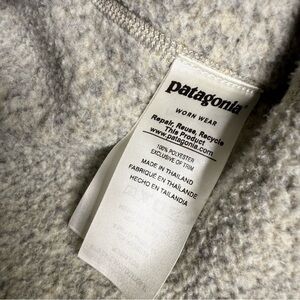 patagonia
WORN WEAR
Repair, Reuse, Recycle
This Product
www.patagonia.com
100% POLYESTER
EXCLUSIVE OF TRIM
MADE IN THAILAND
FABRIQUÉ EN THAÏLANDE
HECHO EN TAILANDIA